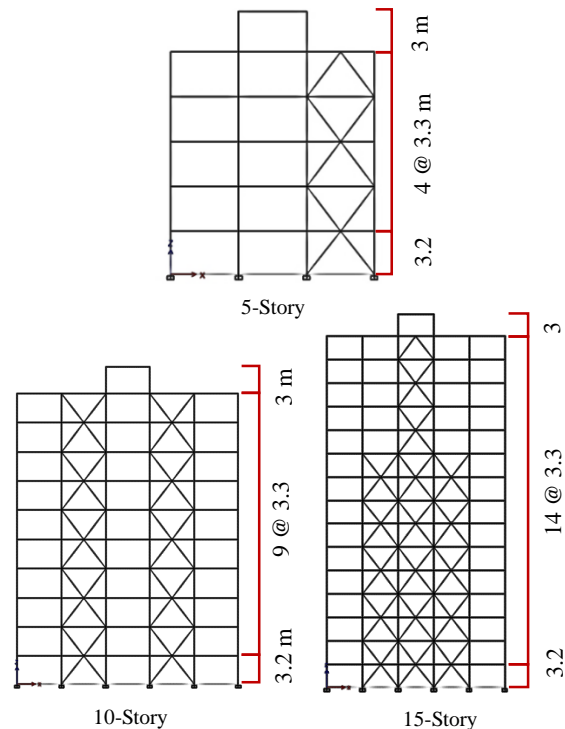 3 m
4 @ 3.3 m
3.2
Z
X
5-Story
3 m
9 @ 3.3
3.2 m
X
10-Story
3
14 @ 3.3
3.2
X
15-Story